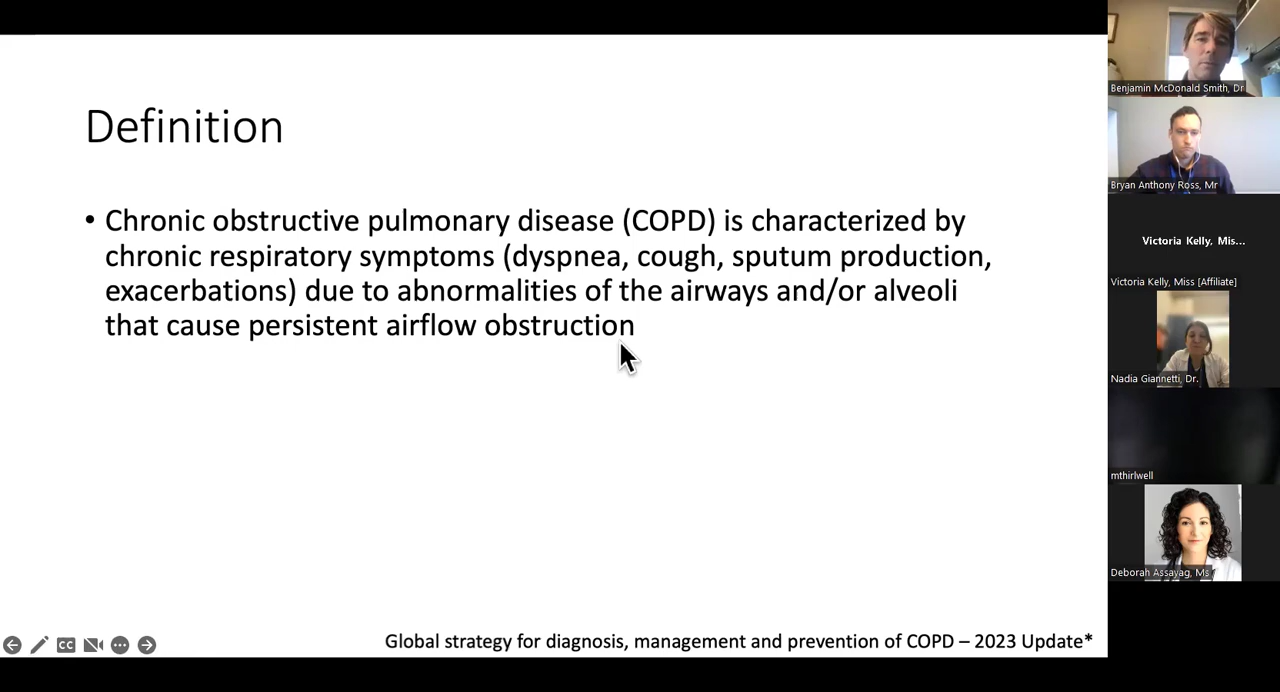 Definition
• Chronic obstructive pulmonary disease (COPD) is characterized by
chronic respiratory symptoms (dyspnea, cough, sputum production,
exacerbations) due to abnormalities of the airways and/or alveoli
that cause persistent airflow obstruction
Global strategy for diagnosis, management and prevention of COPD – 2023 Update*
CC
Benjamin McDonald Smith, Dr
Bryan Anthony Ross, Mr
Victoria Kelly, Mis...
Victoria Kelly, Miss [Affiliate]
Nadia Giannetti, Dr.
mthirlwell
Deborah Assayag, Ms